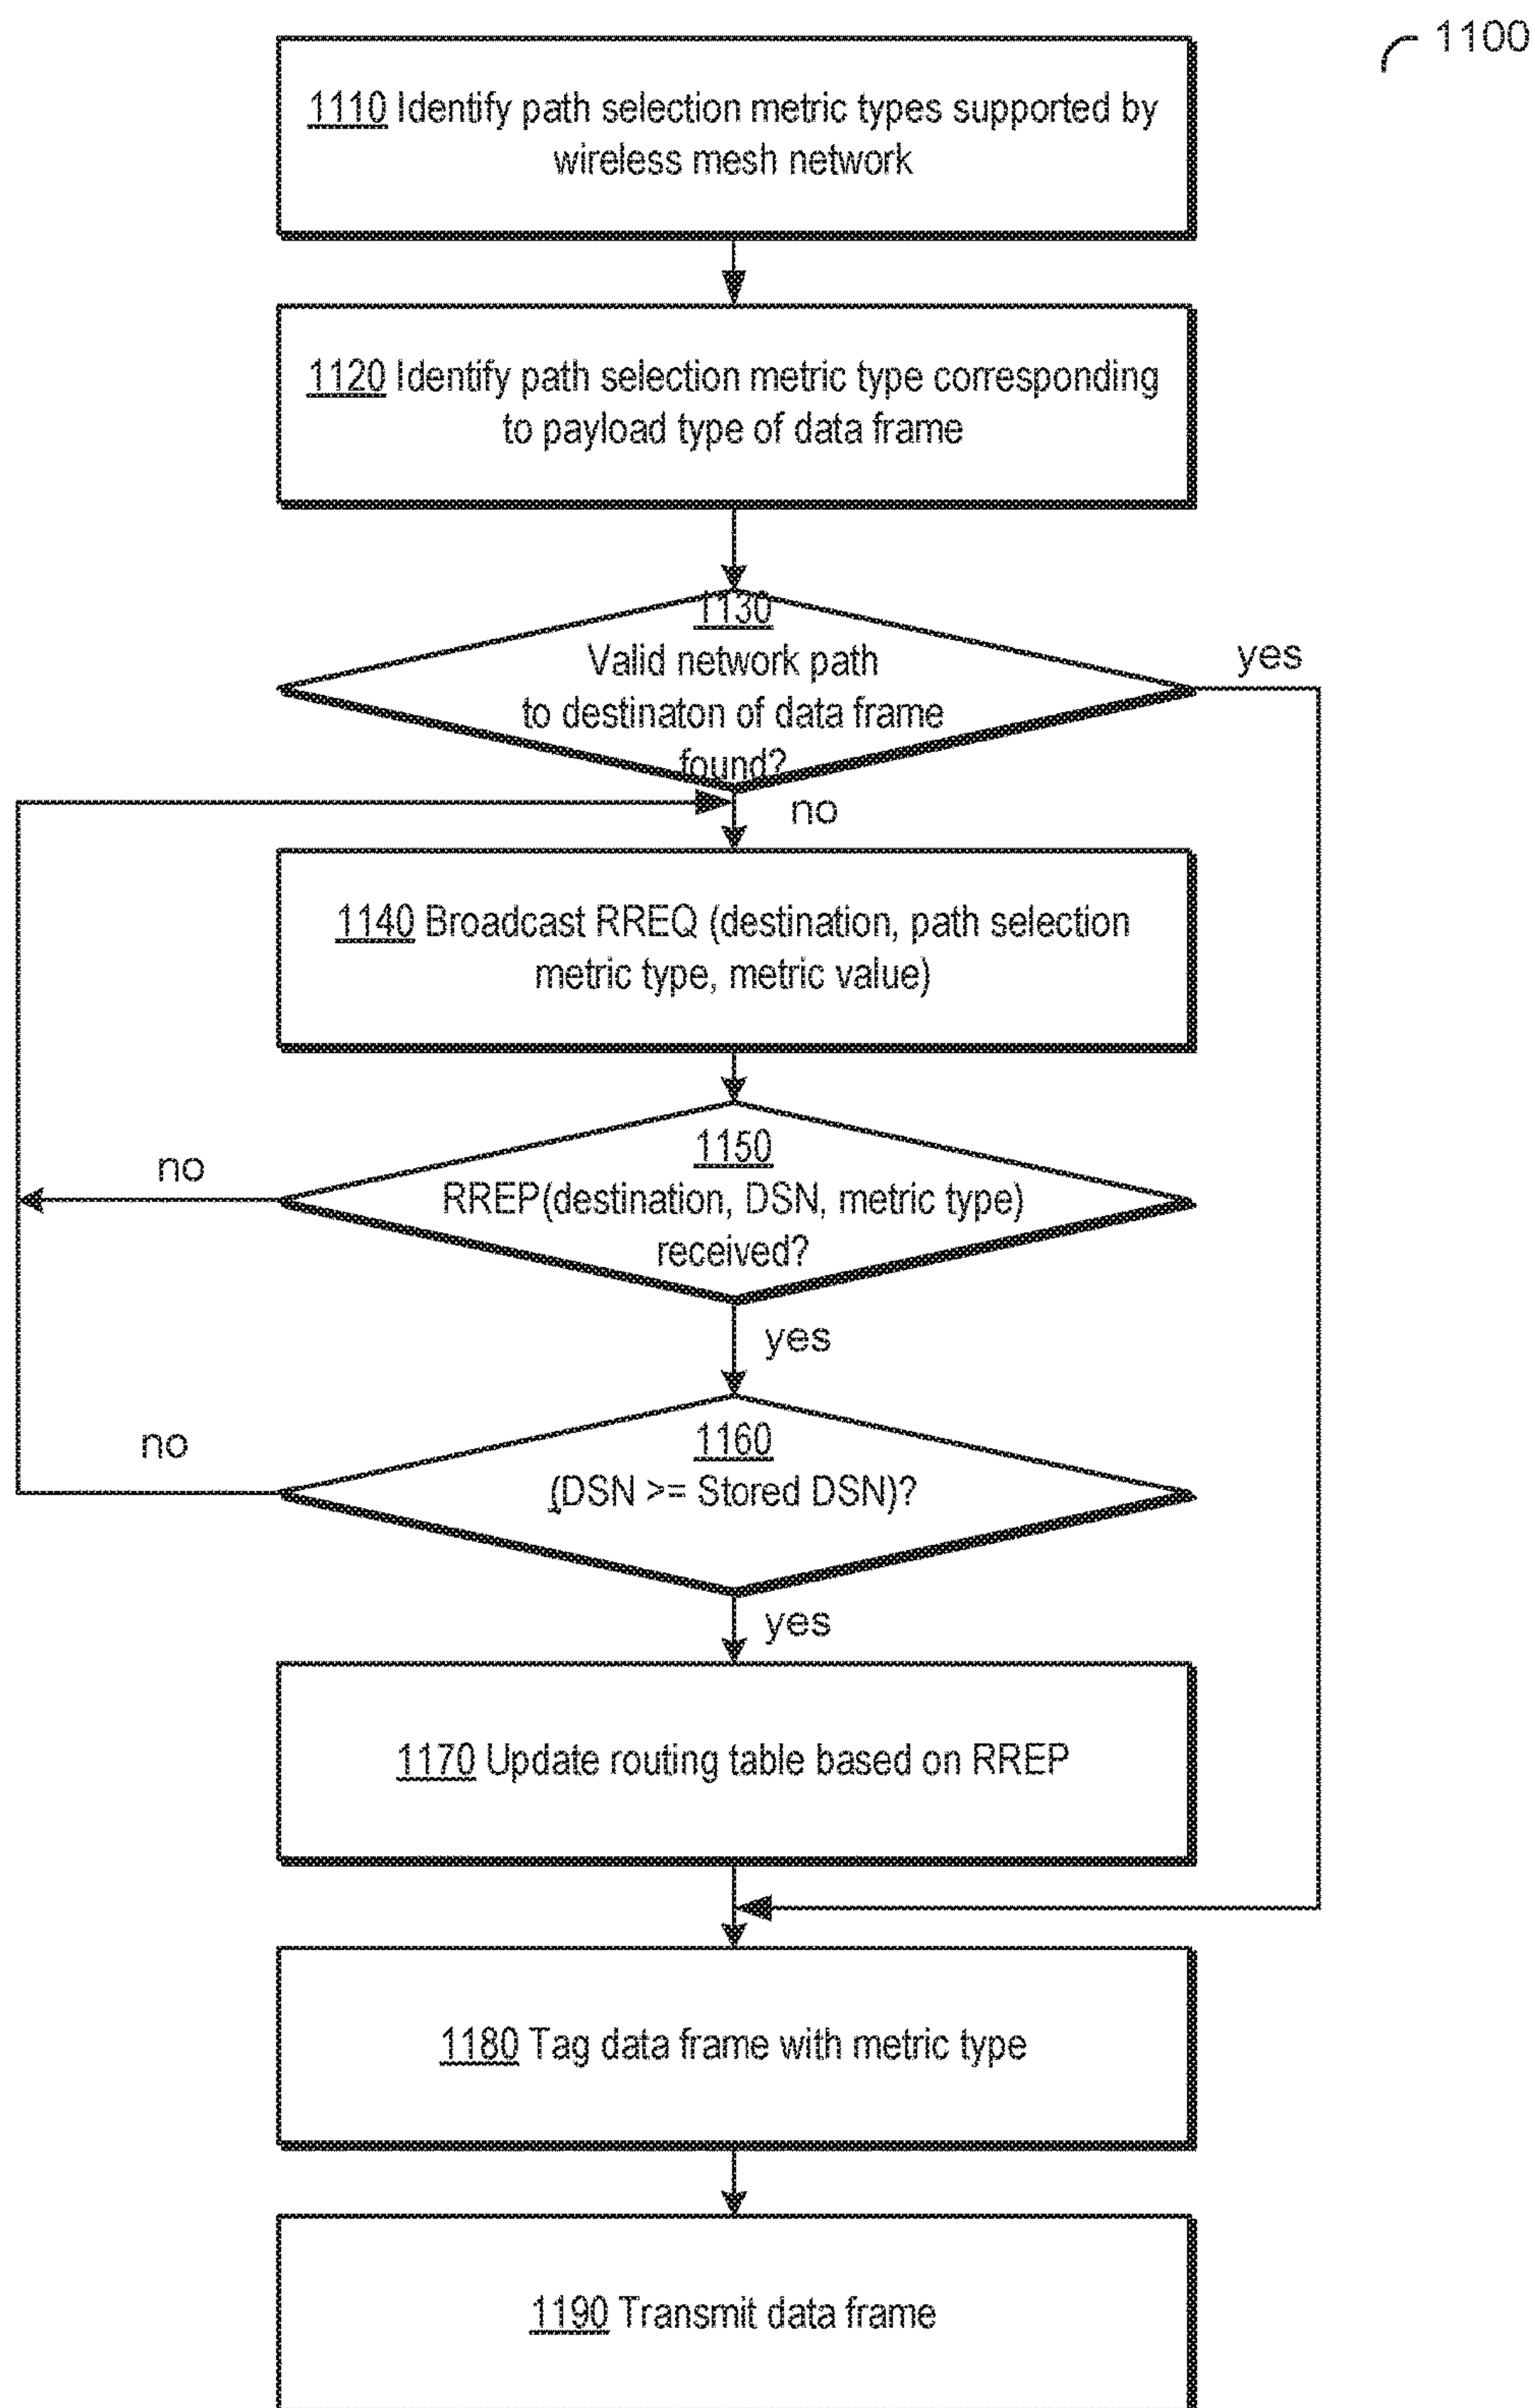 1100
1110 Identify path selection metric types supported by
wireless mesh network
1120 Identify path selection metric type corresponding
to payload type of data frame
1130
Valid network path
to destinaton of data frame
found?
yes
no
1140 Broadcast RREQ (destination, path selection
metric type, metric value)
1150
RREP(destination, DSN, metric type)
received?
no
yes
1160
(DSN >= Stored DSN)?
no
yes
1170 Update routing table based on RREP
1180 Tag data frame with metric type
1190 Transmit data frame